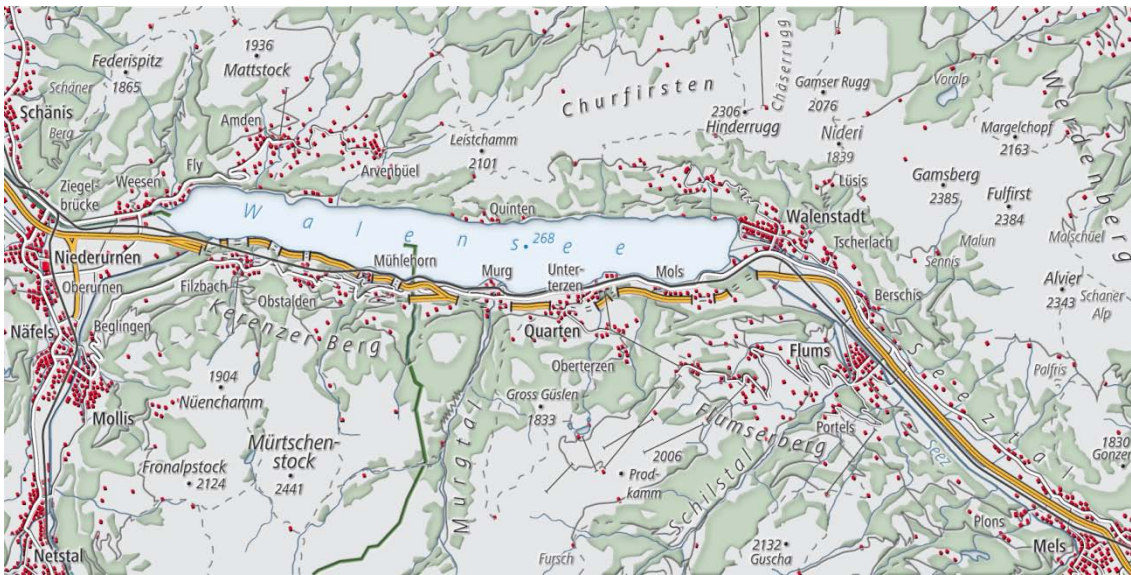 1936
Mattstock
Federispitz
1865
Schäner
Berg
Schänis
Amden
Fly
Arvenbüel
Leistchamm
2101
Churfirsten
Chäserrugg
2306
Hinderrugg
Gamser Rugg
2076
Nideri
1839
Voralp
Margelchopf
2163
Werdenberg
Lüsis
Gamsberg
2385
Fulfirst
2384
Ziegel-
brücke
Weesen
Walensee
268
Quinten
Walenstadt
Tscherlach
Malun
Sennis
Malschüel
Alvier
2343
Schaner
Alp
Niederurnen
Oberurnen
Filzbach
Obstalden
Mühlehorn
Murg
Unter-
terzen
Mols
Berschis
Näfels
Beglingen
Kerenzer Berg
Quarten
Oberterzen
Flums
Seeztal
Palfris
1904
Nüenchamm
Mollis
Gross Güslen
1833
Flumserberg
Portels
Mürtschen-
stock
2441
Fronalpstock
2124
Murgtal
2006
Prod-
kamm
Schilstal
Seez
1830
Gonzen
Netstal
Fursch
2132
Guscha
Plons
Mels